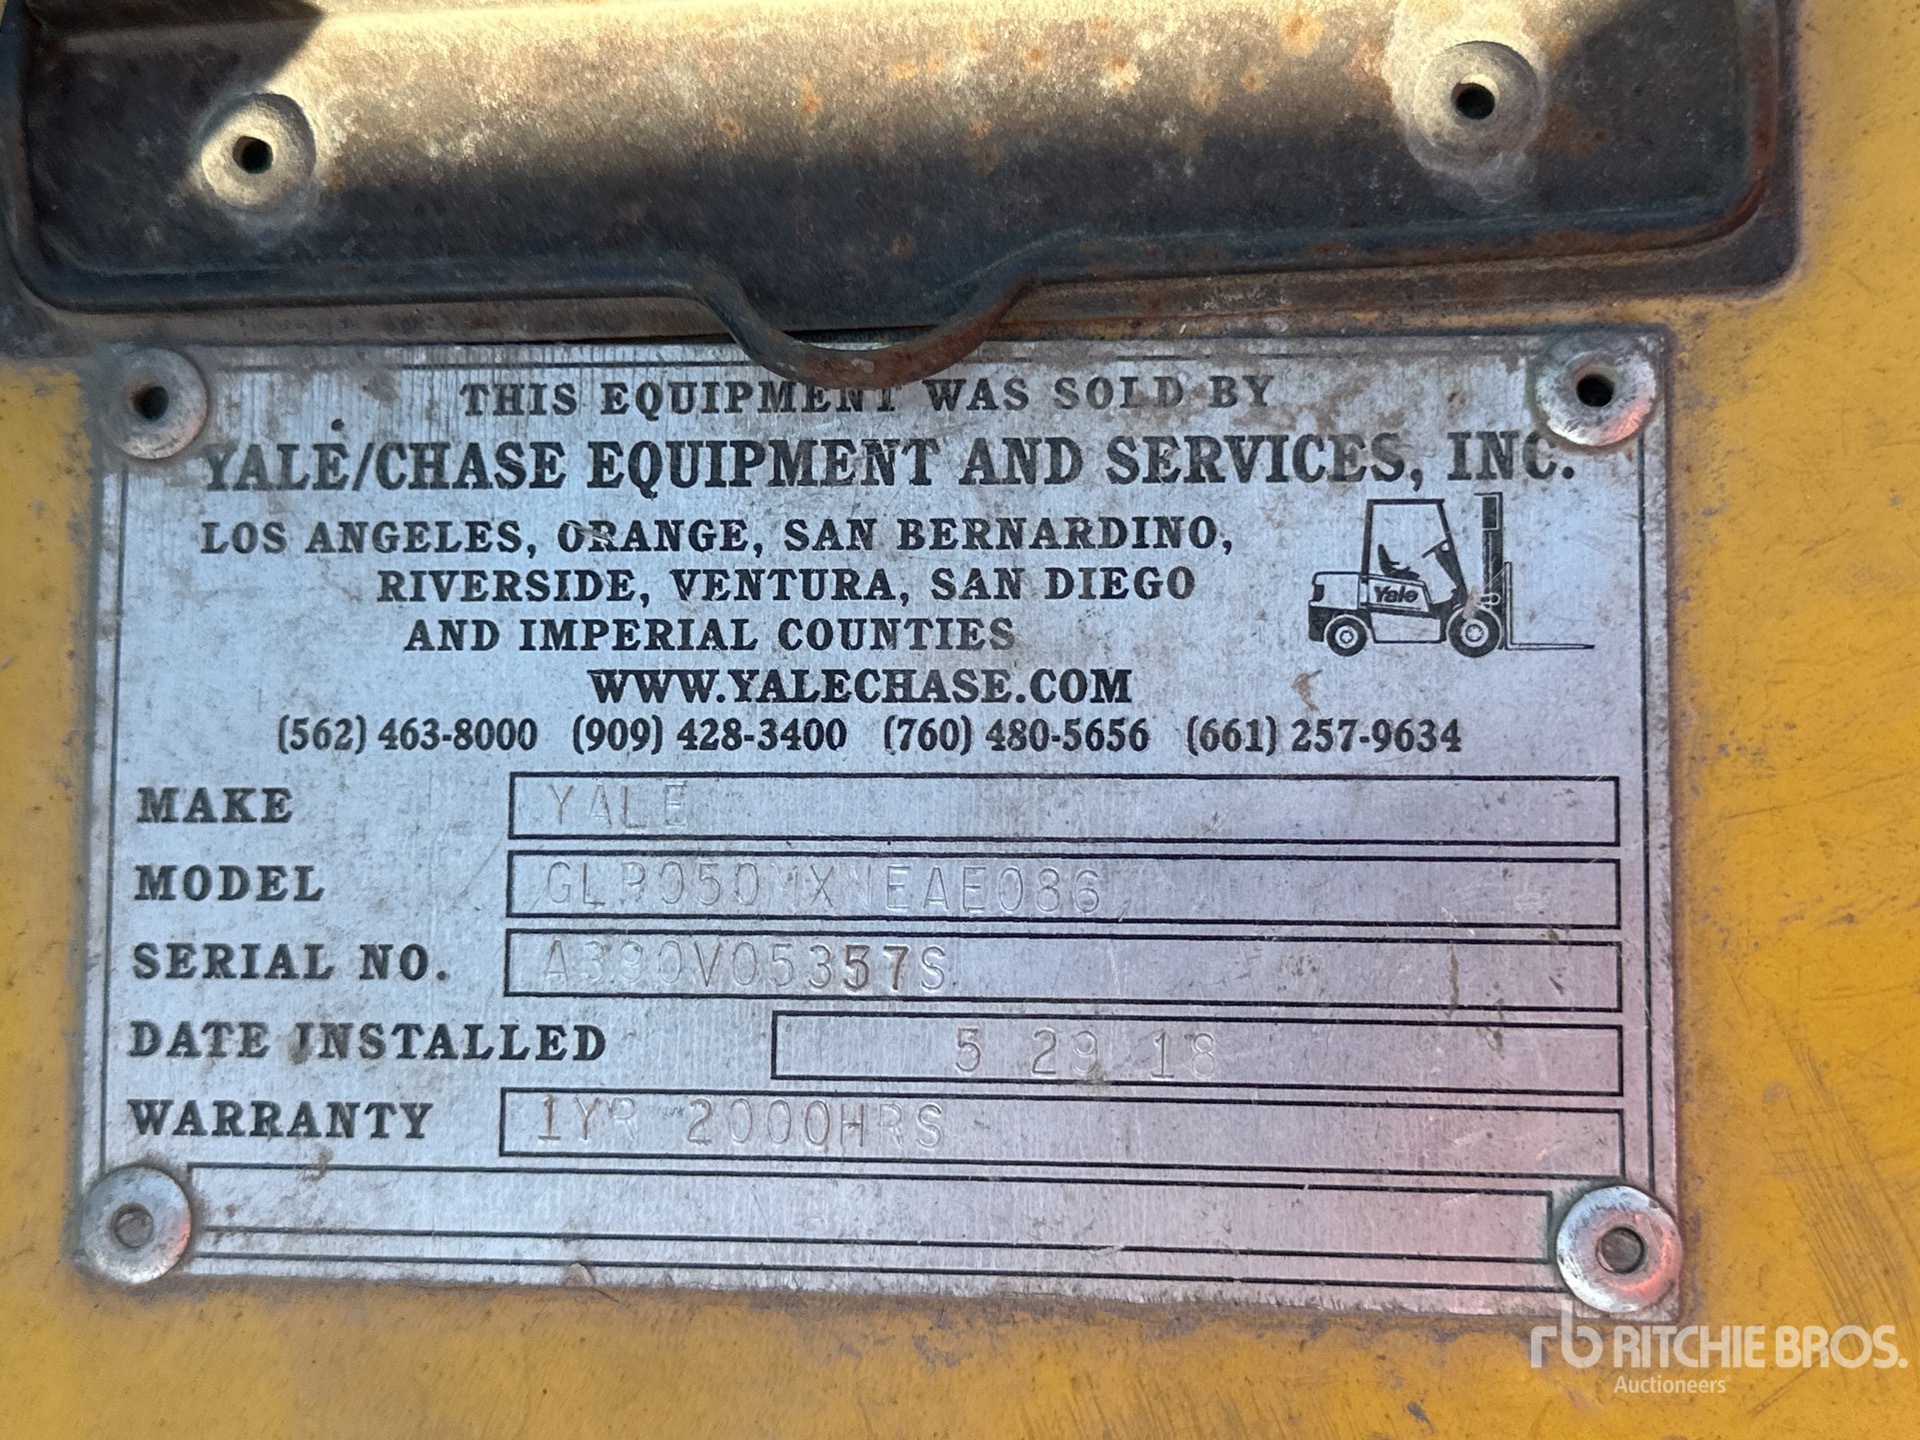 THIS EQUIPMENT WAS SOLD BY
YALE/CHASE EQUIPMENT AND SERVICES, INC.
LOS ANGELES, ORANGE, SAN BERNARDINO,
RIVERSIDE, VENTURA, SAN DIEGO
AND IMPERIAL COUNTIES
Yale
WWW.YALECHASE.COM
(562) 463-8000 (909) 428-3400 (760) 480-5656 (661) 257-9634
MAKE YALE
MODEL GLP050MXNEAE086
SERIAL NO. A390V05357S
DATE INSTALLED 5 29 18
WARRANTY 1YR 2000HRS
rb RITCHIE BROS.
Auctioneers